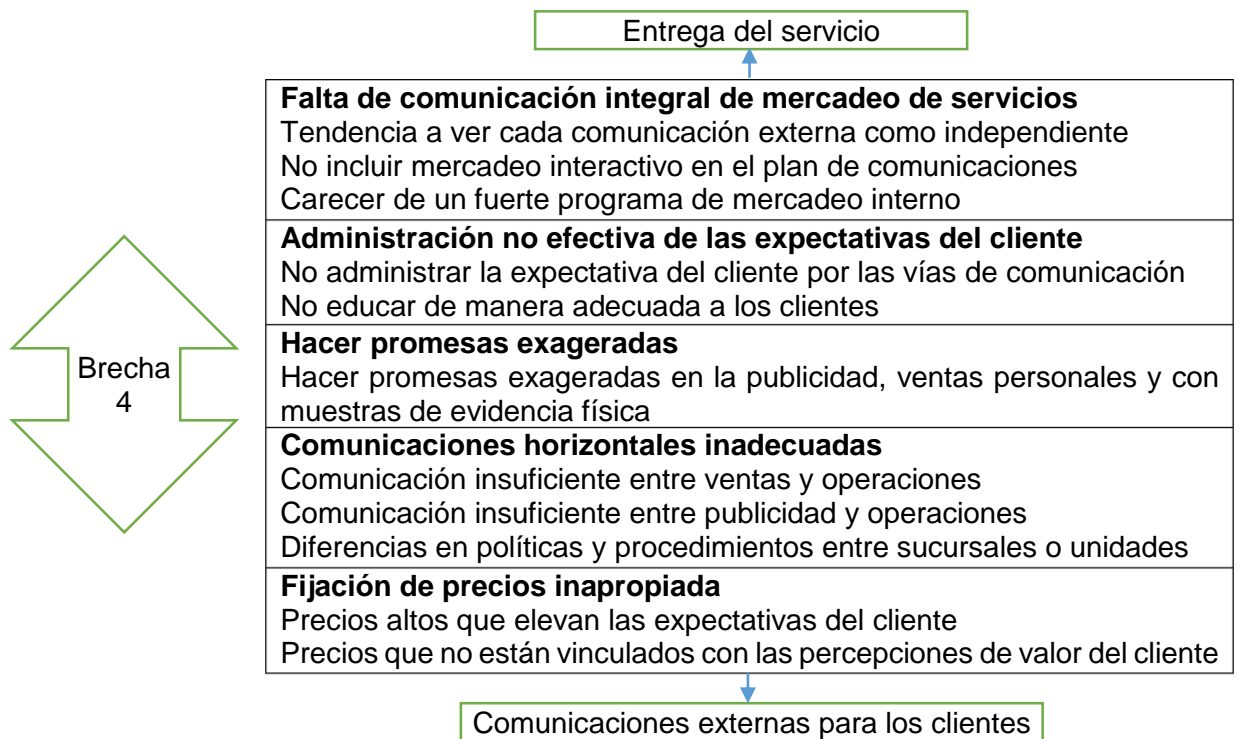 Entrega del servicio
Falta de comunicación integral de mercadeo de servicios
Tendencia a ver cada comunicación externa como independiente
No incluir mercadeo interactivo en el plan de comunicaciones
Carecer de un fuerte programa de mercadeo interno
Administración no efectiva de las expectativas del cliente
No administrar la expectativa del cliente por las vías de comunicación
No educar de manera adecuada a los clientes
Hacer promesas exageradas
Hacer promesas exageradas en la publicidad, ventas personales y con
muestras de evidencia física
Comunicaciones horizontales inadecuadas
Comunicación insuficiente entre ventas y operaciones
Comunicación insuficiente entre publicidad y operaciones
Diferencias en políticas y procedimientos entre sucursales o unidades
Fijación de precios inapropiada
Precios altos que elevan las expectativas del cliente
Precios que no están vinculados con las percepciones de valor del cliente
Brecha
4
Comunicaciones externas para los clientes